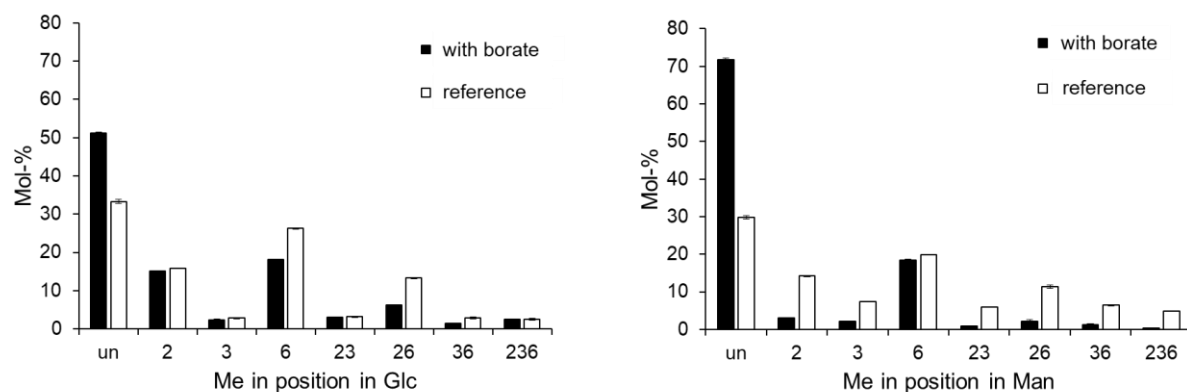 80
70
60
50
40
30
20
10
0
Mol-%
with borate
reference
un 2 3 6 23 26 36 236
Me in position in Glc
80
70
60
50
40
30
20
10
0
Mol-%
with borate
reference
un 2 3 6 23 26 36 236
Me in position in Man